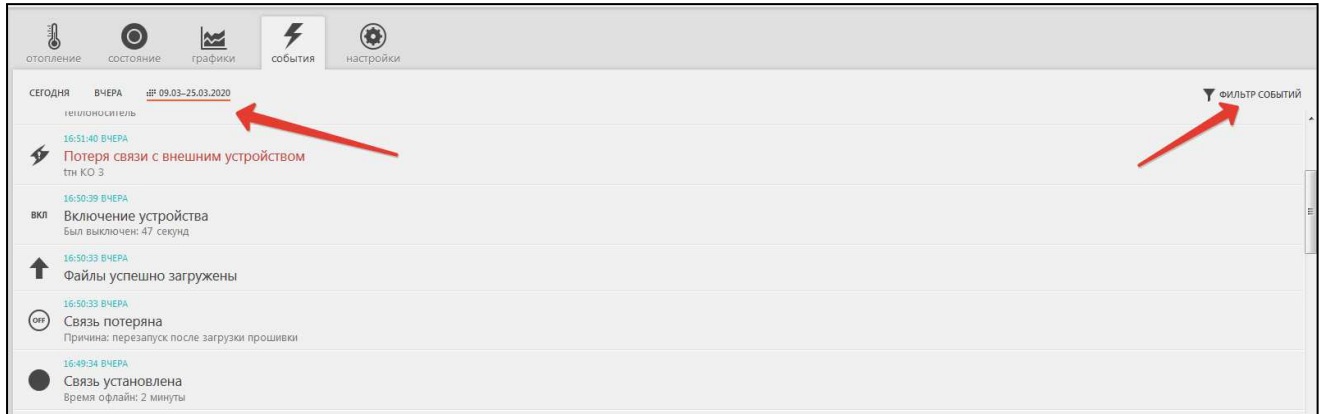 отопление
состояние
графики
события
настройки
СЕГОДНЯ ВЧЕРА 09.03–25.03.2020 ФИЛЬТР СОБЫТИЙ
теплоноситель
16:51:40 ВЧЕРА
Потеря связи с внешним устройством
tтн КО 3
16:50:39 ВЧЕРА
ВКЛ Включение устройства
Был выключен: 47 секунд
16:50:33 ВЧЕРА
Файлы успешно загружены
16:50:33 ВЧЕРА
OFF Связь потеряна
Причина: перезапуск после загрузки прошивки
16:49:34 ВЧЕРА
Связь установлена
Время офлайн: 2 минуты